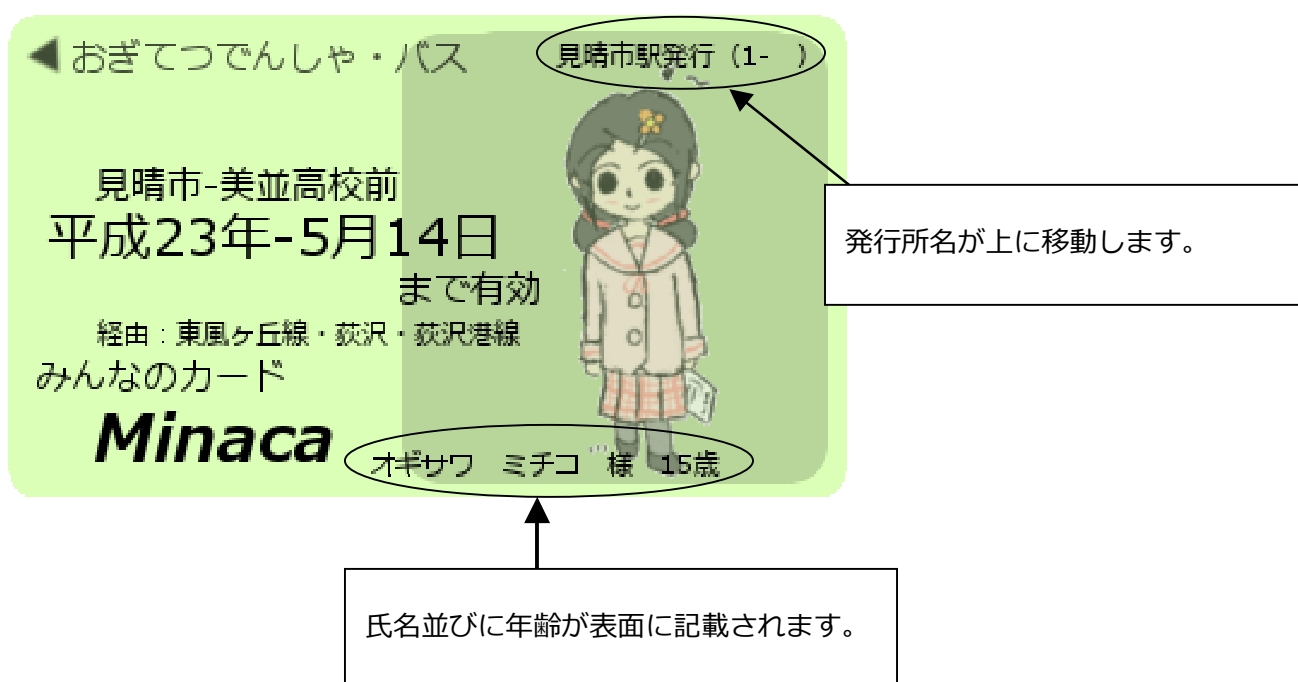 ◀おぎてつでんしゃ・バス
見晴市駅発行（1-　）
見晴市-美並高校前
平成23年-5月14日
まで有効
経由：東風ヶ丘線・荻沢・荻沢港線
みんなのカード
Minaca
オギサワ　ミチコ　様　15歳
発行所名が上に移動します。
氏名並びに年齢が表面に記載されます。